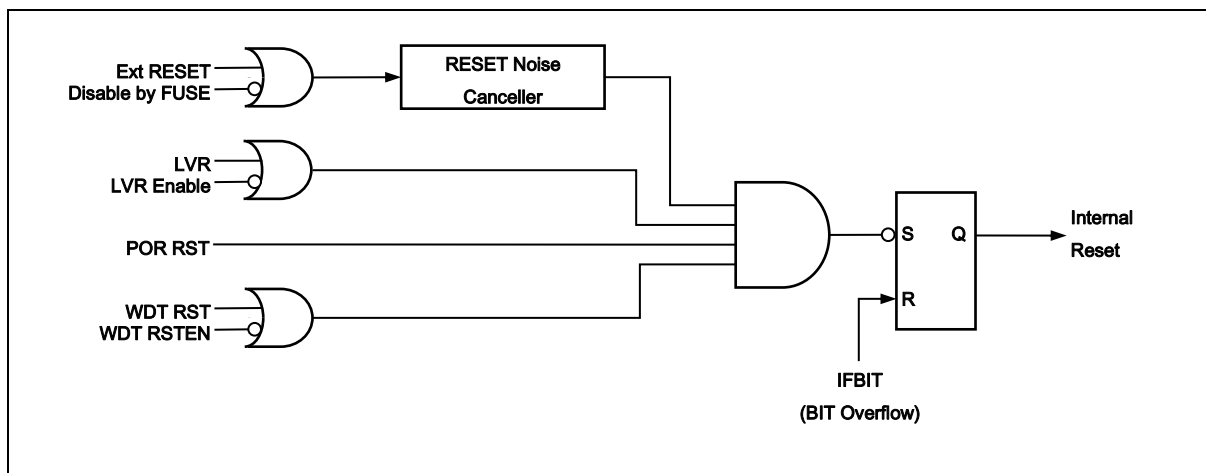 Ext RESET
Disable by FUSE
RESET Noise
Canceller
LVR
LVR Enable
POR RST
WDT RST
WDT RSTEN
S
Q
R
Internal
Reset
IFBIT
(BIT Overflow)